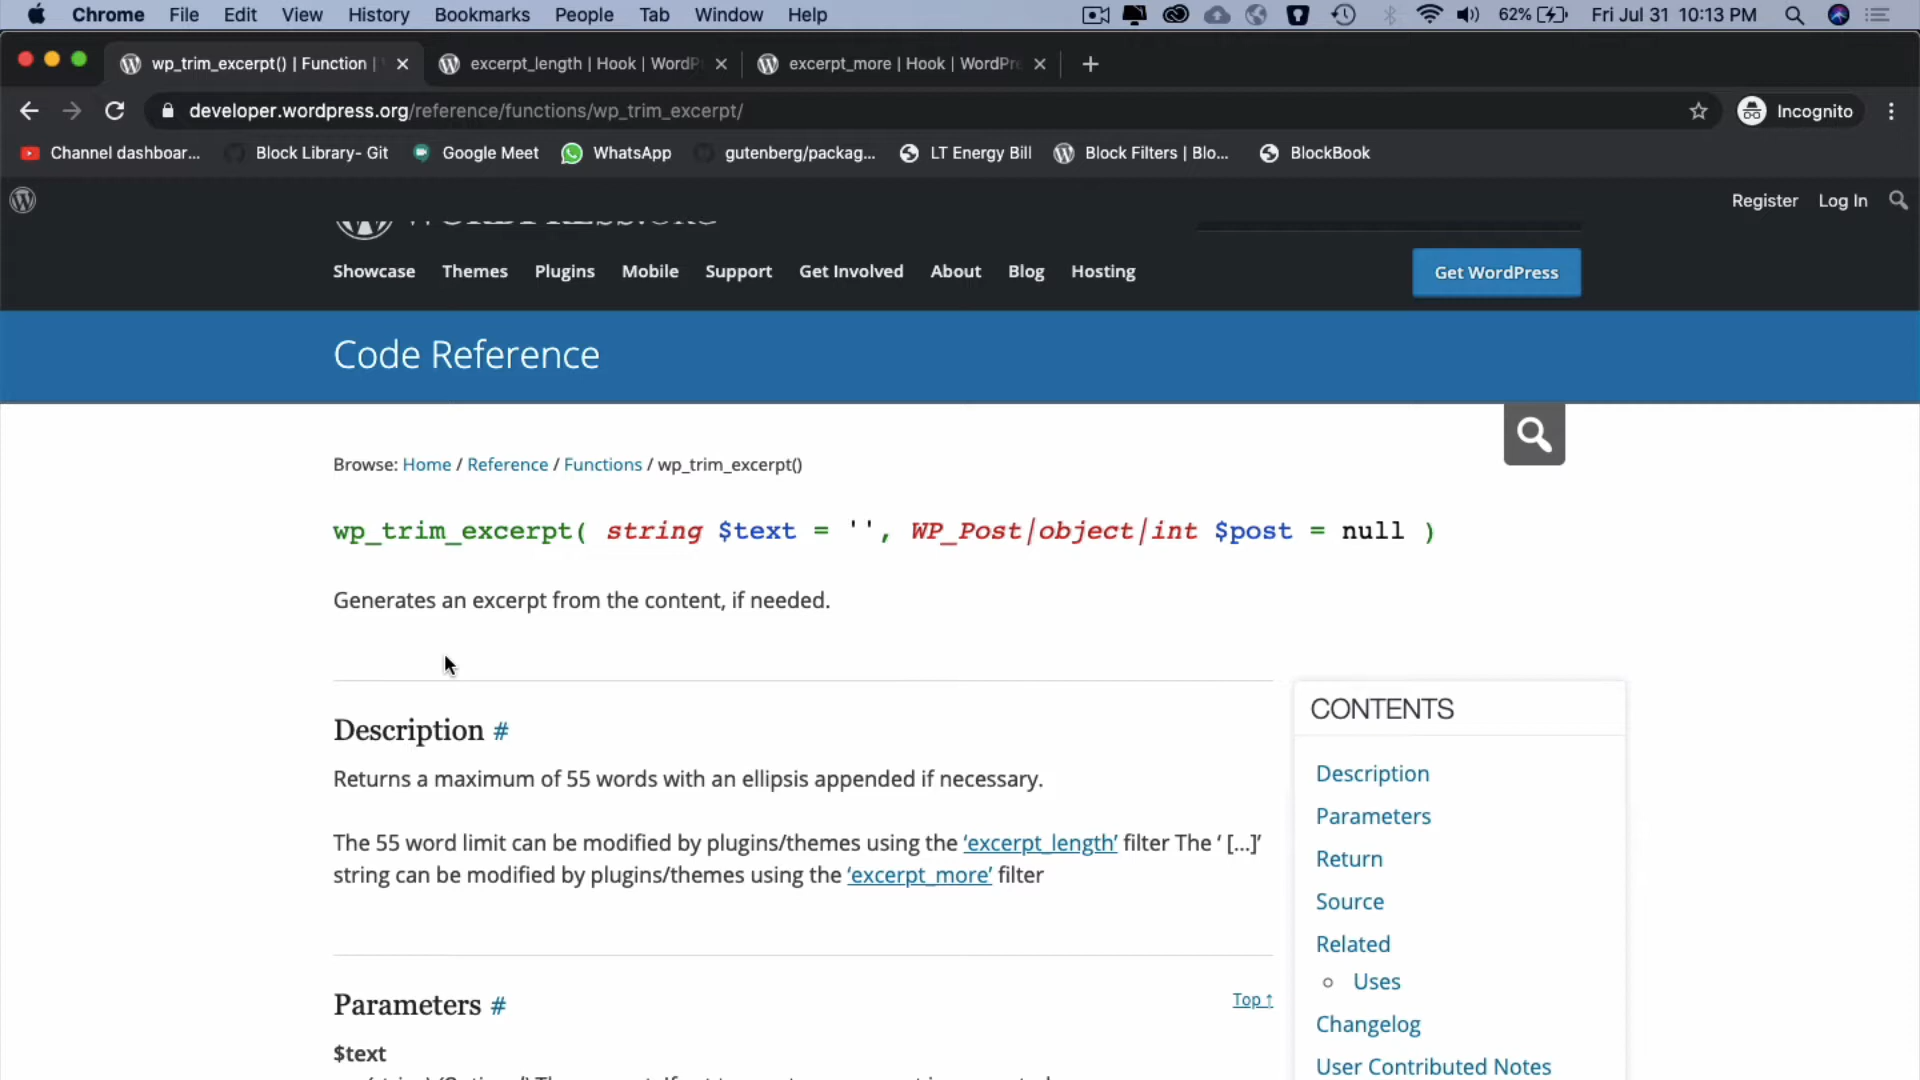 Chrome File Edit View History Bookmarks People Tab Window Help 62% Fri Jul 31 10:13 PM
wp_trim_excerpt() | Function | excerpt_length | Hook | WordP excerpt_more | Hook | WordPre
developer.wordpress.org/reference/functions/wp_trim_excerpt/ Incognito
Channel dashboar... Block Library- Git Google Meet WhatsApp gutenberg/packag... LT Energy Bill Block Filters | Blo... BlockBook
Register Log In
Showcase Themes Plugins Mobile Support Get Involved About Blog Hosting Get WordPress
Code Reference
Browse: Home / Reference / Functions / wp_trim_excerpt()
wp_trim_excerpt( string $text = '', WP_Post|object|int $post = null )
Generates an excerpt from the content, if needed.
Description #
Returns a maximum of 55 words with an ellipsis appended if necessary.
The 55 word limit can be modified by plugins/themes using the ‘excerpt_length’ filter The ‘ […]’
string can be modified by plugins/themes using the ‘excerpt_more’ filter
Parameters # Top ↑
$text
CONTENTS
Description
Parameters
Return
Source
Related
Uses
Changelog
User Contributed Notes